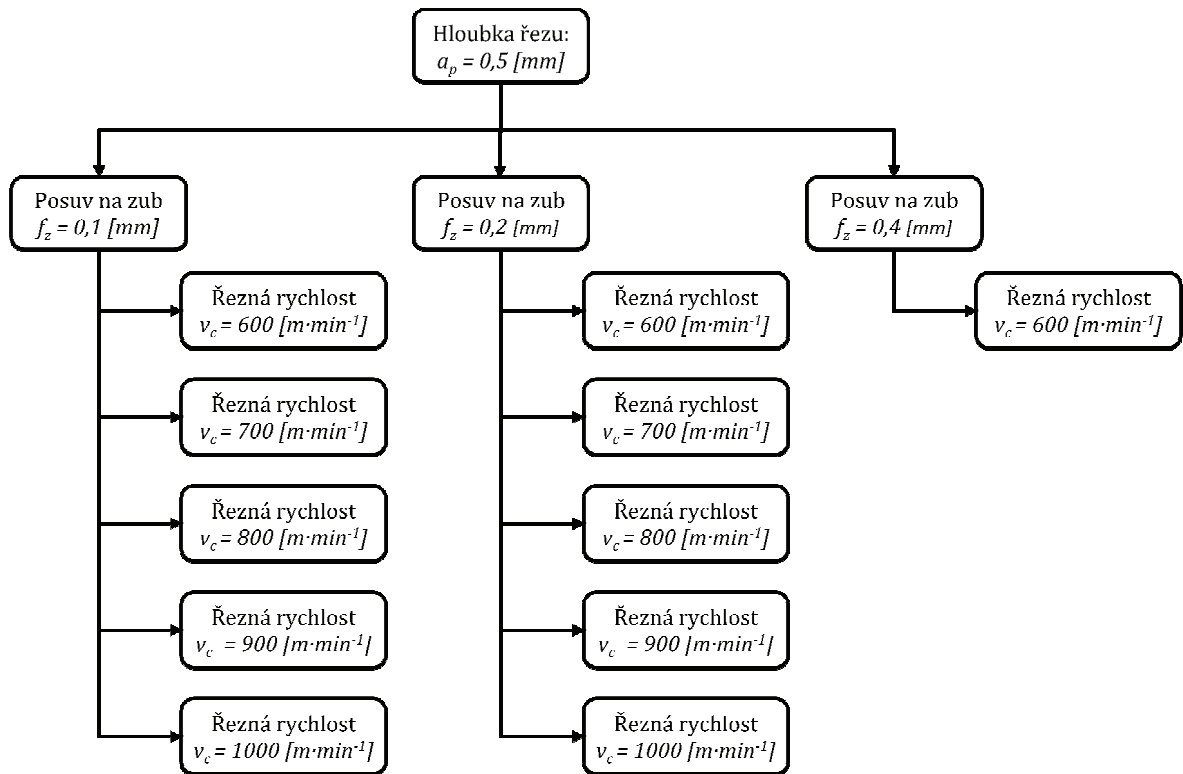 Hloubka řezu:
a_p = 0,5 [mm]
Posuv na zub
f_z = 0,1 [mm]
Posuv na zub
f_z = 0,2 [mm]
Posuv na zub
f_z = 0,4 [mm]
Řezná rychlost
v_c = 600 [m·min⁻¹]
Řezná rychlost
v_c = 700 [m·min⁻¹]
Řezná rychlost
v_c = 800 [m·min⁻¹]
Řezná rychlost
v_c = 900 [m·min⁻¹]
Řezná rychlost
v_c = 1000 [m·min⁻¹]
Řezná rychlost
v_c = 600 [m·min⁻¹]
Řezná rychlost
v_c = 700 [m·min⁻¹]
Řezná rychlost
v_c = 800 [m·min⁻¹]
Řezná rychlost
v_c = 900 [m·min⁻¹]
Řezná rychlost
v_c = 1000 [m·min⁻¹]
Řezná rychlost
v_c = 600 [m·min⁻¹]